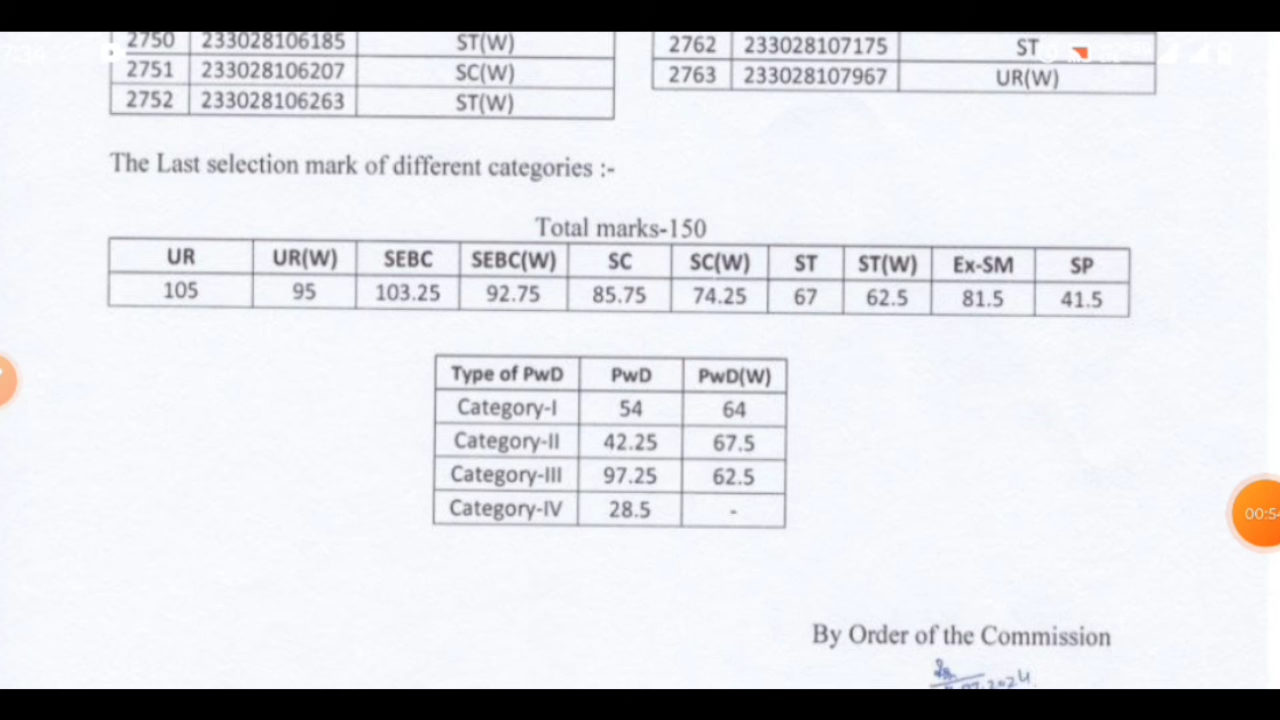 2750 233028106185 ST(W)
2751 233028106207 SC(W)
2752 233028106263 ST(W)
2762 233028107175 ST
2763 233028107967 UR(W)
The Last selection mark of different categories :-
Total marks-150
UR UR(W) SEBC SEBC(W) SC SC(W) ST ST(W) Ex-SM SP
105 95 103.25 92.75 85.75 74.25 67 62.5 81.5 41.5
Type of PwD PwD PwD(W)
Category-I 54 64
Category-II 42.25 67.5
Category-III 97.25 62.5
Category-IV 28.5 -
00:54
By Order of the Commission